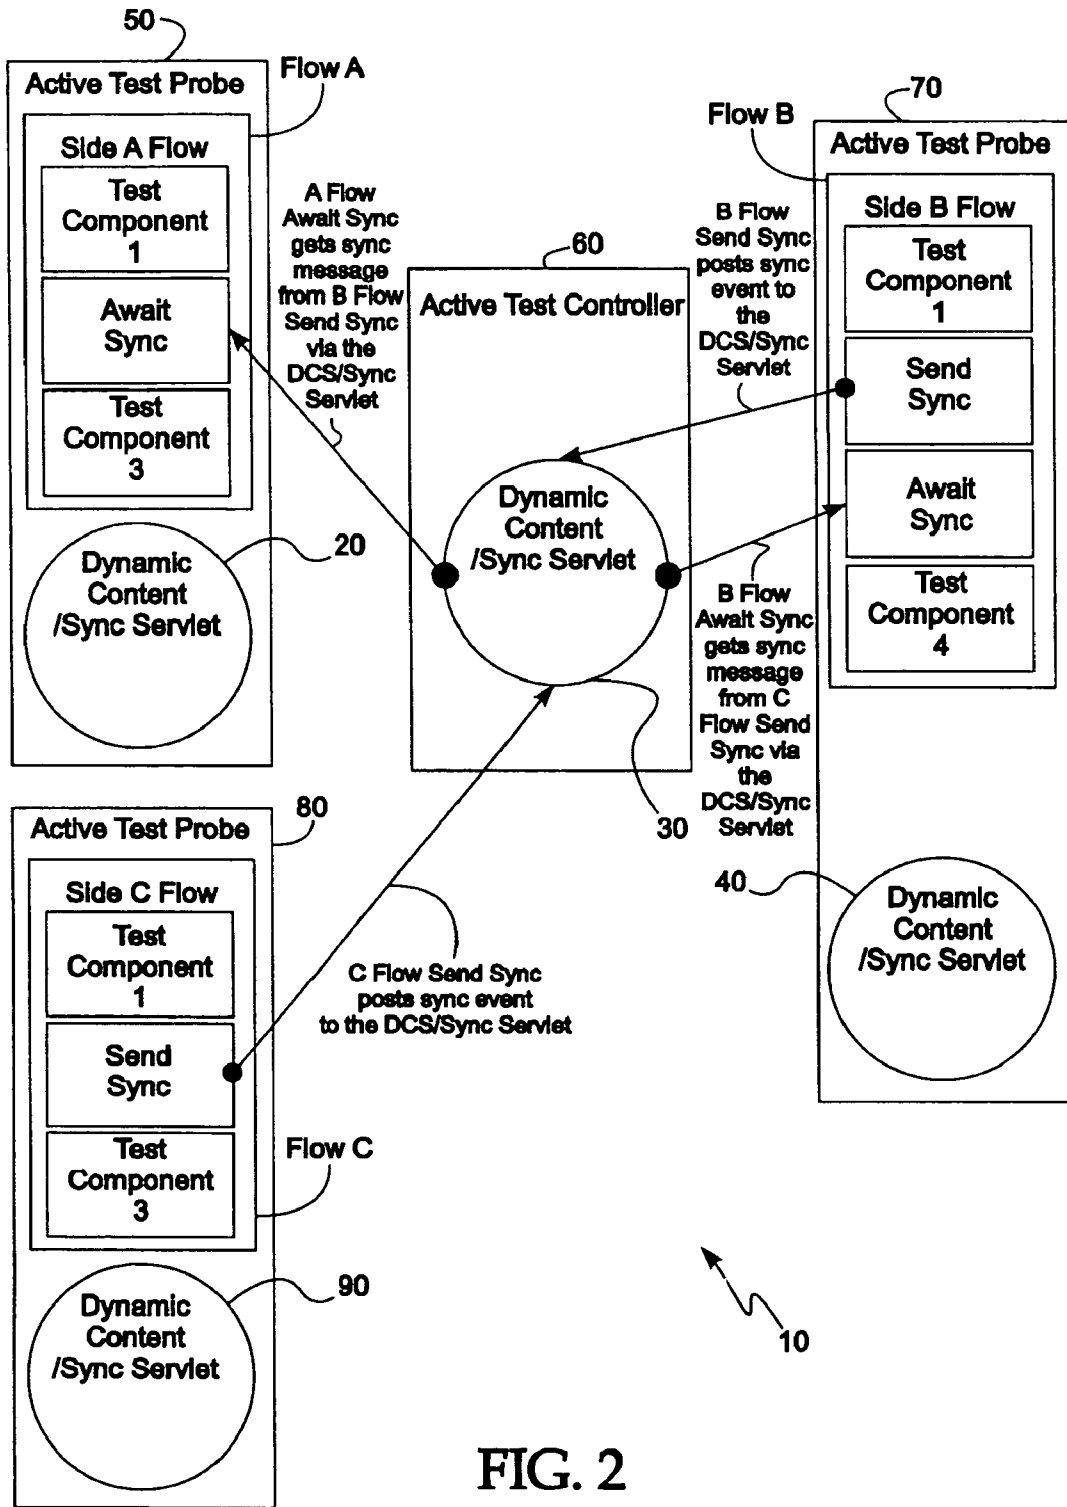 50
Active Test Probe
Flow A
Side A Flow
Test
Component
1
Await
Sync
Test
Component
3
20
Dynamic
Content
/Sync Servlet
A Flow
Await Sync
gets sync
message
from B Flow
Send Sync
via the
DCS/Sync
Servlet
60
Active Test Controller
Dynamic
Content
/Sync Servlet
30
B Flow
Send Sync
posts sync
event to
the
DCS/Sync
Servlet
B Flow
Await Sync
gets sync
message
from C
Flow Send
Sync via
the
DCS/Sync
Servlet
70
Flow B
Active Test Probe
Side B Flow
Test
Component
1
Send
Sync
Await
Sync
Test
Component
4
40
Dynamic
Content
/Sync Servlet
80
Active Test Probe
Side C Flow
Test
Component
1
Send
Sync
Test
Component
3
Flow C
C Flow Send Sync
posts sync event
to the DCS/Sync Servlet
90
Dynamic
Content
/Sync Servlet
10
FIG. 2